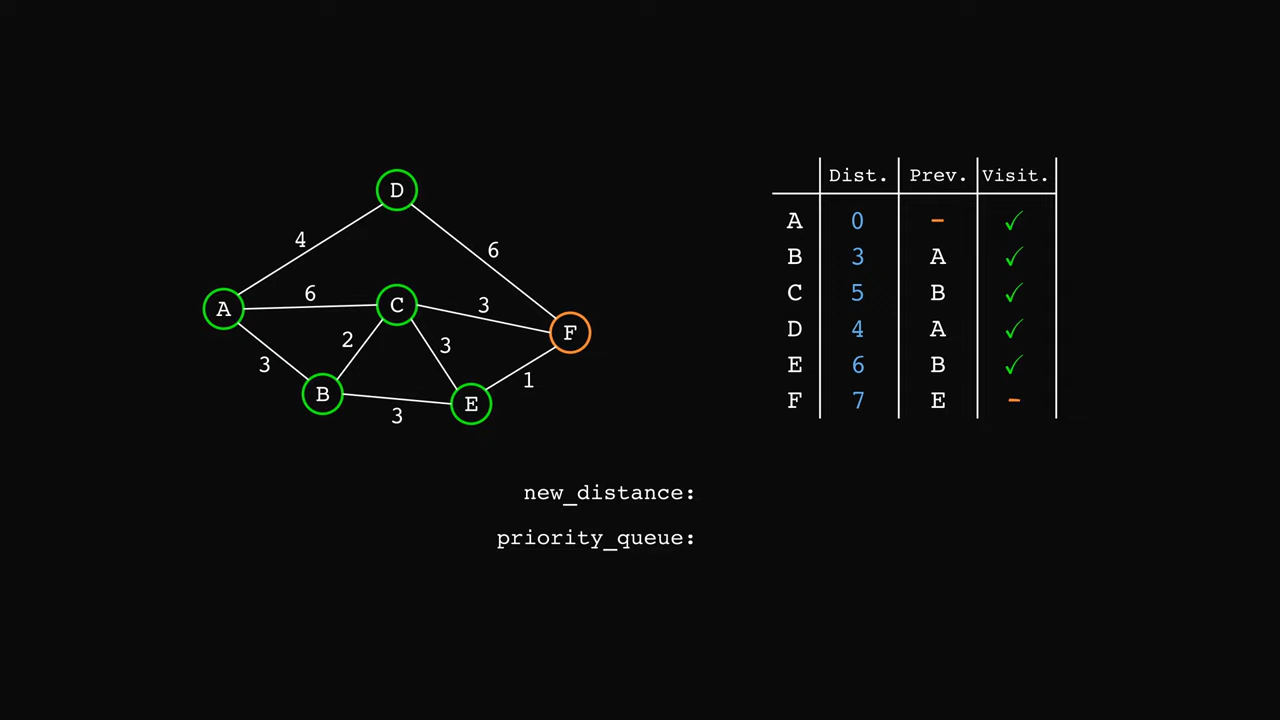 Dist. Prev. Visit.
A 0 – ✓
B 3 A ✓
C 5 B ✓
D 4 A ✓
E 6 B ✓
F 7 E –
D
4
6
A
6
C
3
F
3
2
3
1
B
3
E
new_distance:
priority_queue: